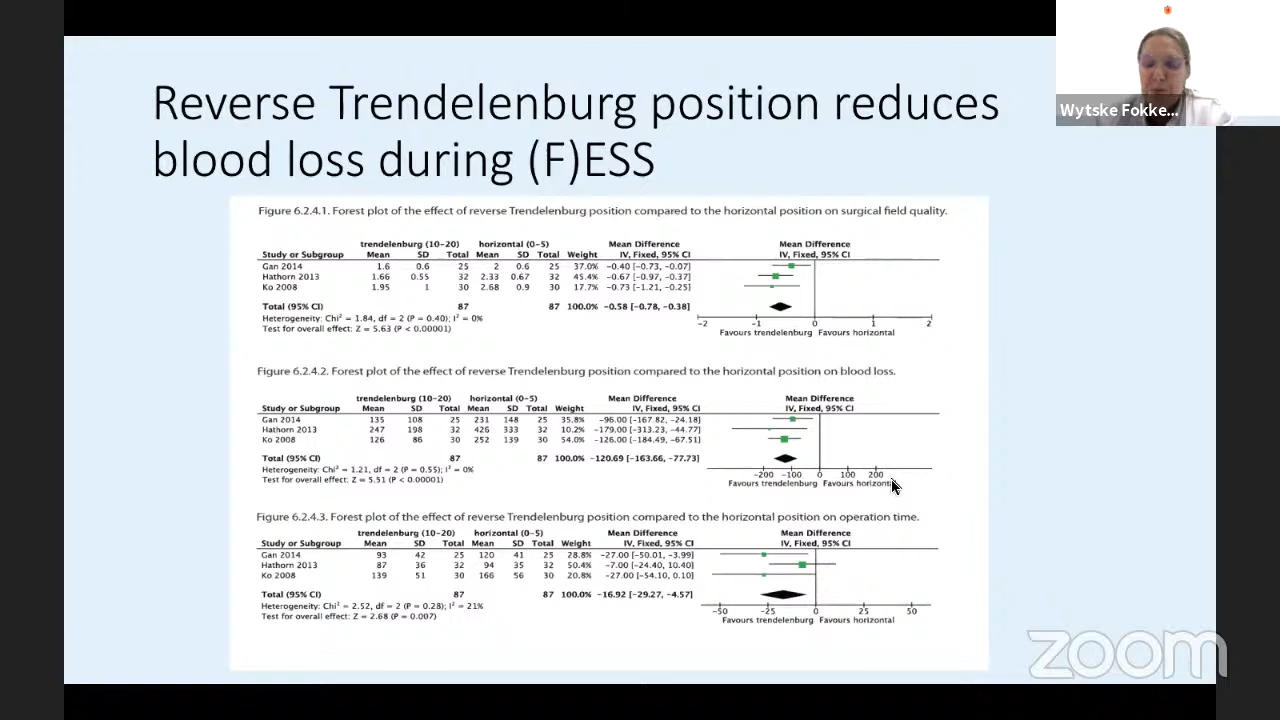 Wytske Fokke...
Reverse Trendelenburg position reduces
blood loss during (F)ESS
Figure 6.2.4.1. Forest plot of the effect of reverse Trendelenburg position compared to the horizontal position on surgical field quality.
trendelenburg (10-20) horizontal (0-5) Mean Difference Mean Difference
Study or Subgroup Mean SD Total Mean SD Total Weight IV, Fixed, 95% CI IV, Fixed, 95% CI
Gan 2014 1.6 0.6 25 2 0.6 25 37.0% -0.40 [-0.73, -0.07]
Hathorn 2013 1.66 0.55 32 2.33 0.67 32 45.4% -0.67 [-0.97, -0.37]
Ko 2008 1.95 1 30 2.68 0.9 30 17.7% -0.73 [-1.21, -0.25]
Total (95% CI) 87 87 100.0% -0.58 [-0.78, -0.38]
Heterogeneity: Chi² = 1.84, df = 2 (P = 0.40); I² = 0%
Test for overall effect: Z = 5.63 (P < 0.00001)
-2 -1 0 1 2
Favours trendelenburg Favours horizontal
Figure 6.2.4.2. Forest plot of the effect of reverse Trendelenburg position compared to the horizontal position on blood loss.
trendelenburg (10-20) horizontal (0-5) Mean Difference Mean Difference
Study or Subgroup Mean SD Total Mean SD Total Weight IV, Fixed, 95% CI IV, Fixed, 95% CI
Gan 2014 135 108 25 231 148 25 35.8% -96.00 [-167.82, -24.18]
Hathorn 2013 247 198 32 426 333 32 10.2% -179.00 [-313.23, -44.77]
Ko 2008 126 86 30 252 139 30 54.0% -126.00 [-184.49, -67.51]
Total (95% CI) 87 87 100.0% -120.69 [-163.66, -77.73]
Heterogeneity: Chi² = 1.21, df = 2 (P = 0.55); I² = 0%
Test for overall effect: Z = 5.51 (P < 0.00001)
-200 -100 0 100 200
Favours trendelenburg Favours horizontal
Figure 6.2.4.3. Forest plot of the effect of reverse Trendelenburg position compared to the horizontal position on operation time.
trendelenburg (10-20) horizontal (0-5) Mean Difference Mean Difference
Study or Subgroup Mean SD Total Mean SD Total Weight IV, Fixed, 95% CI IV, Fixed, 95% CI
Gan 2014 93 42 25 120 41 25 28.8% -27.00 [-50.01, -3.99]
Hathorn 2013 87 36 32 94 35 32 50.4% -7.00 [-24.40, 10.40]
Ko 2008 139 51 30 166 56 30 20.8% -27.00 [-54.10, 0.10]
Total (95% CI) 87 87 100.0% -16.92 [-29.27, -4.57]
Heterogeneity: Chi² = 2.52, df = 2 (P = 0.28); I² = 21%
Test for overall effect: Z = 2.68 (P = 0.007)
-50 -25 0 25 50
Favours trendelenburg Favours horizontal
zoom